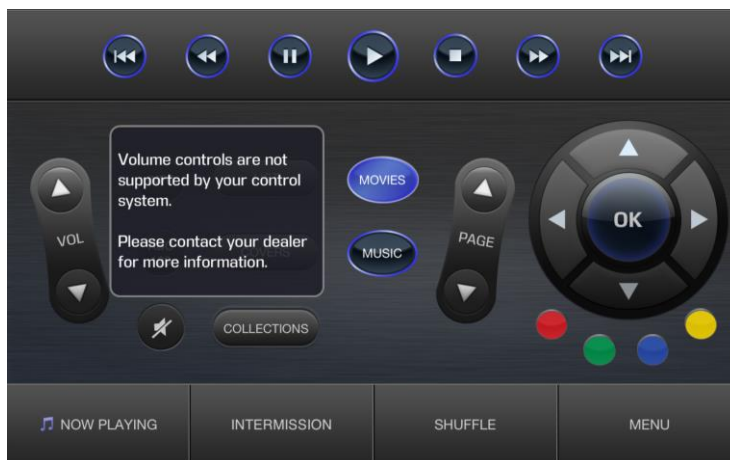 Volume controls are not
supported by your control
system.
Please contact your dealer
for more information.
MOVIES
VOL
PAGE
OK
MUSIC
COLLECTIONS
NOW PLAYING
INTERMISSION
SHUFFLE
MENU